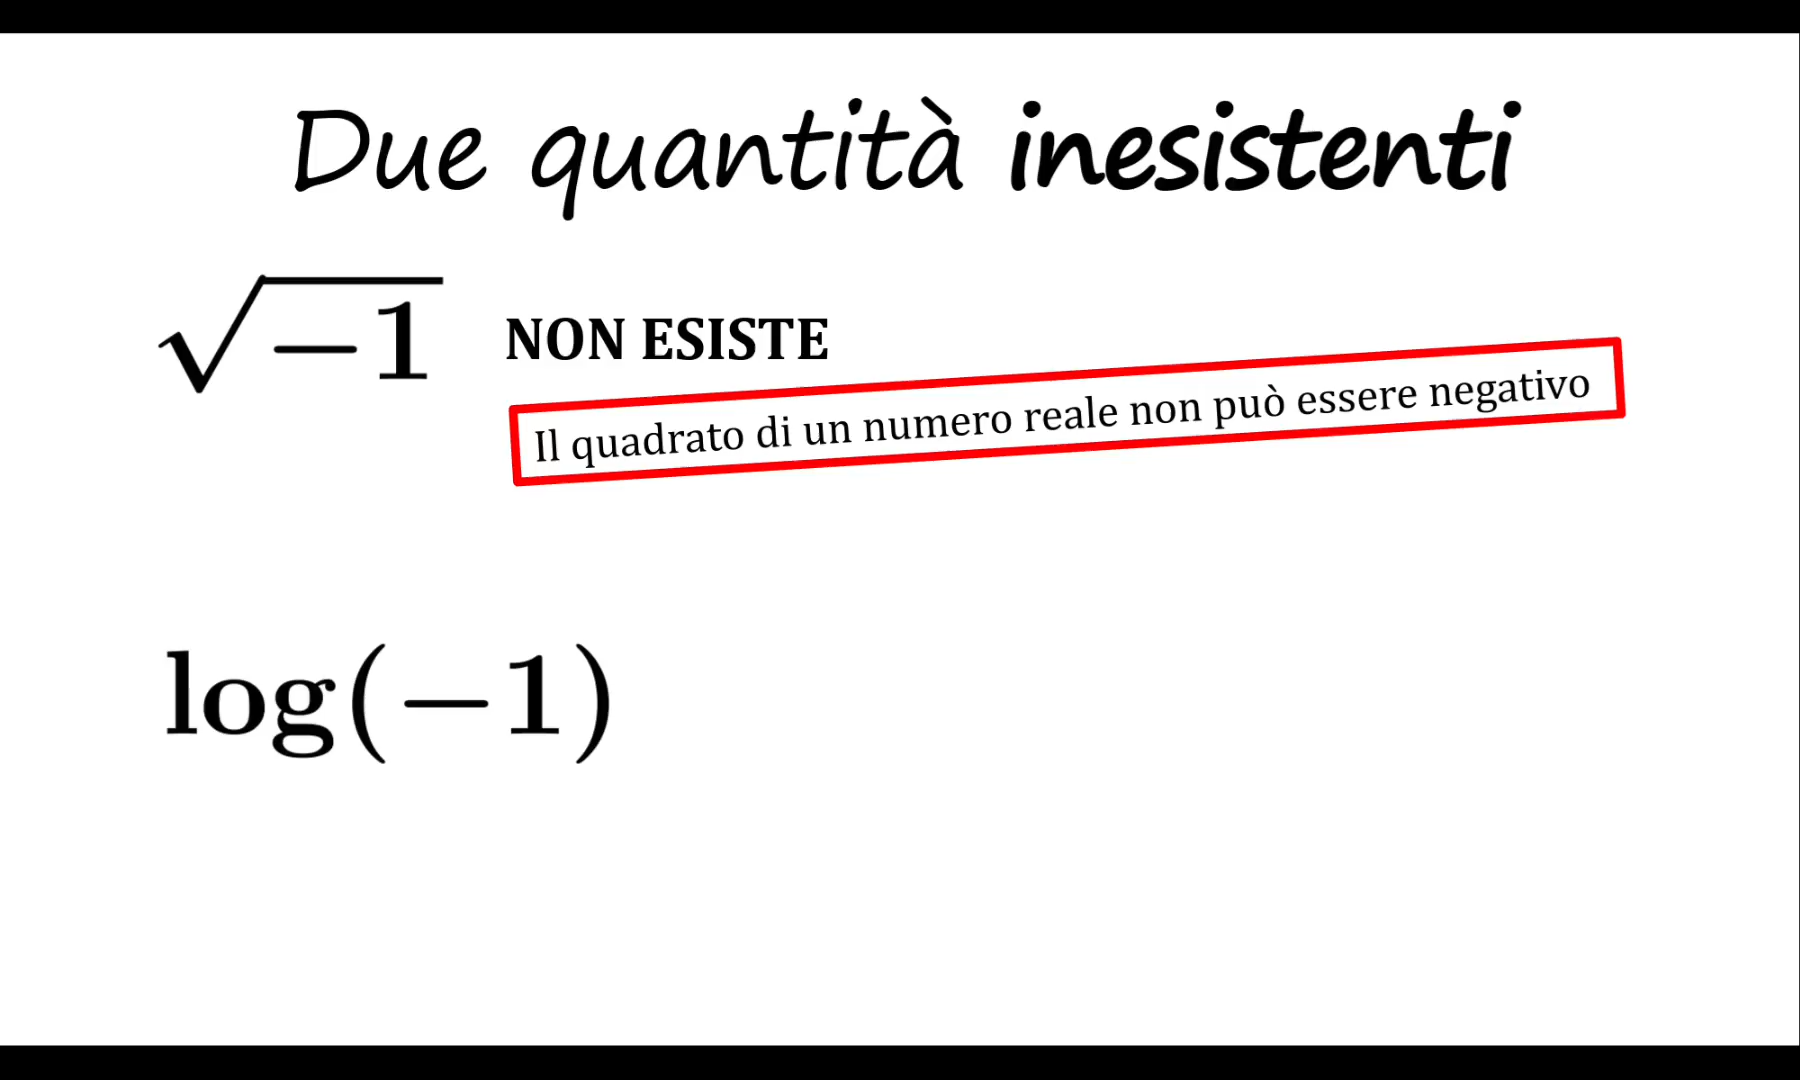 Due quantità inesistenti
√−1 NON ESISTE
Il quadrato di un numero reale non può essere negativo
log(−1)